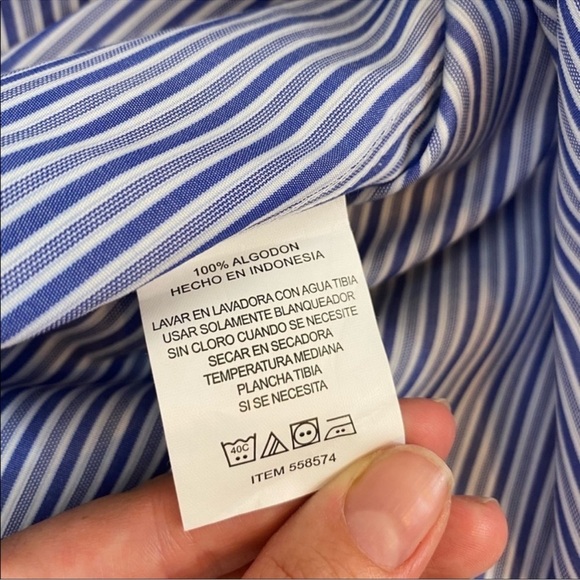 100% ALGODON
HECHO EN INDONESIA
LAVAR EN LAVADORA CON AGUA TIBIA
USAR SOLAMENTE BLANQUEADOR
SIN CLORO CUANDO SE NECESITE
SECAR EN SECADORA
TEMPERATURA MEDIANA
PLANCHA TIBIA
SI SE NECESITA
40C
ITEM 558574